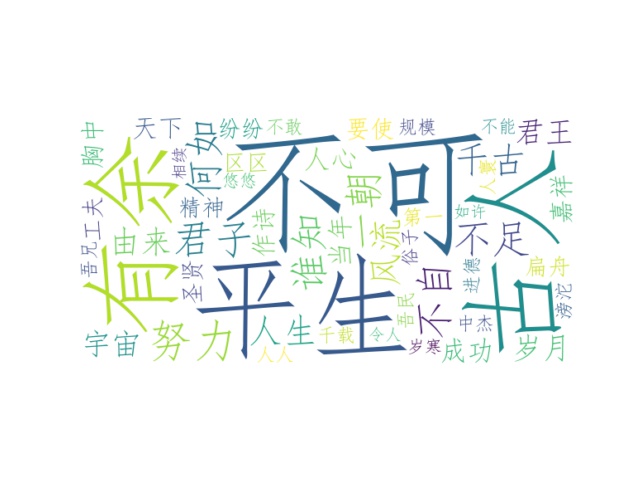 不可
平生
古人
有余
天下
纷纷
不敢
要使
规模
不能
君王
胸中
相续
何如
区区
悠悠
人心
千古
人寰
嘉祥
精神
一朝
第一
如许
吾兄
工夫
由来
君子
作诗
谁知
当年
风流
俗子
不足
圣贤
进德
扁舟
滂沱
宇宙
努力
人生
人人
千载
令人
吾民
不自
岁寒
中杰
成功
岁月